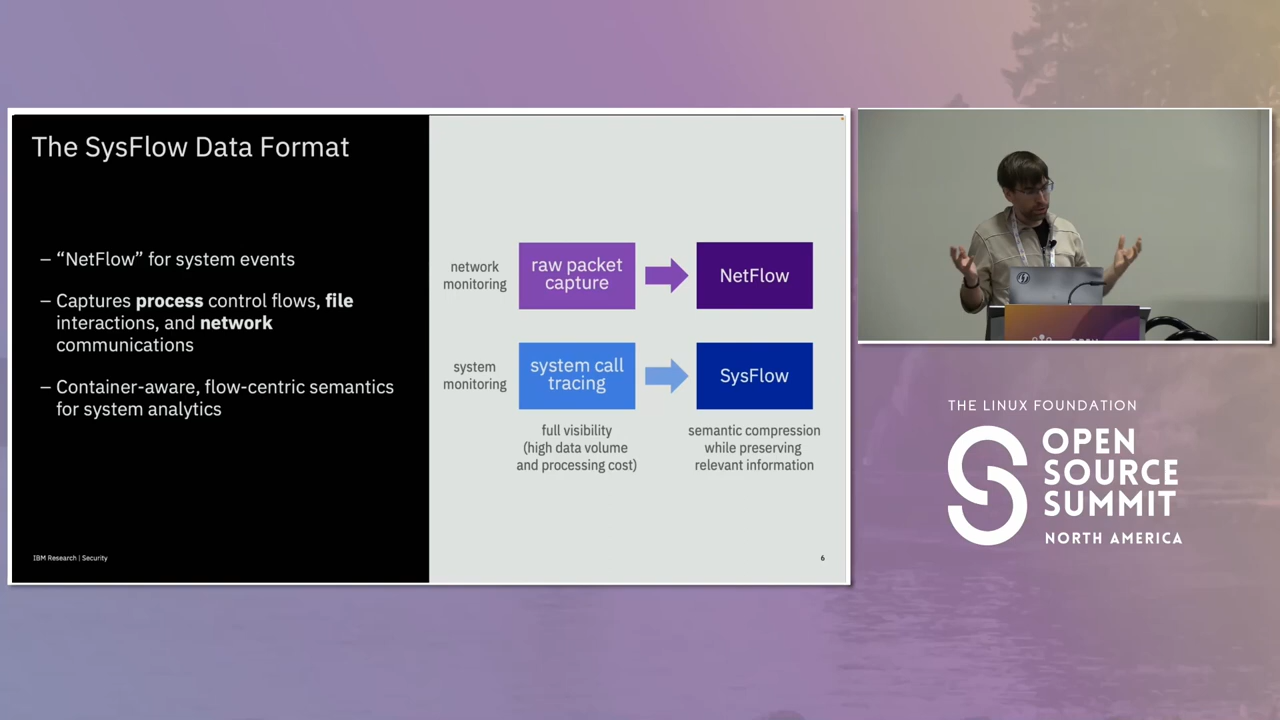 The SysFlow Data Format
– “NetFlow” for system events
– Captures process control flows, file
interactions, and network
communications
– Container-aware, flow-centric semantics
for system analytics
IBM Research | Security
network
monitoring
raw packet
capture
NetFlow
system
monitoring
system call
tracing
SysFlow
full visibility
(high data volume
and processing cost)
semantic compression
while preserving
relevant information
6
THE LINUX FOUNDATION
OPEN
SOURCE
SUMMIT
NORTH AMERICA